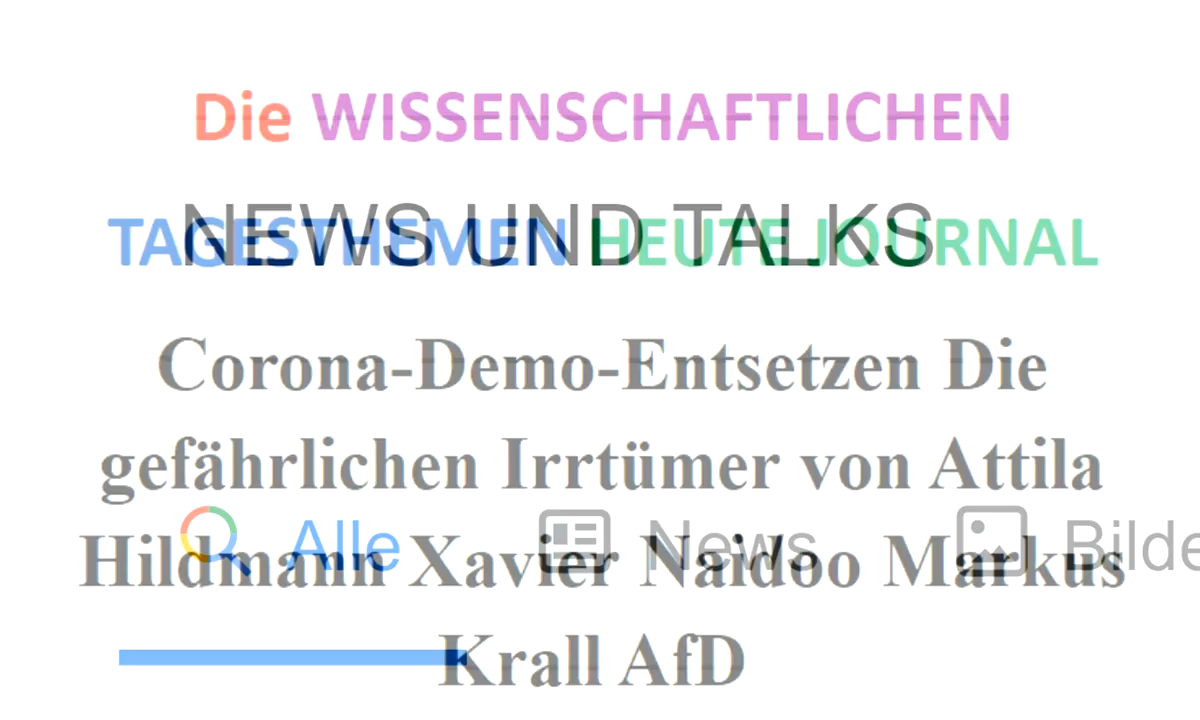 Die WISSENSCHAFTLICHEN
TAGESTHEMEN HEUTE JOURNAL
NEWS UND TALKS
Corona-Demo-Entsetzen Die
gefährlichen Irrtümer von Attila
Hildmann Xavier Naidoo Markus
Krall AfD
Alle News Bilde